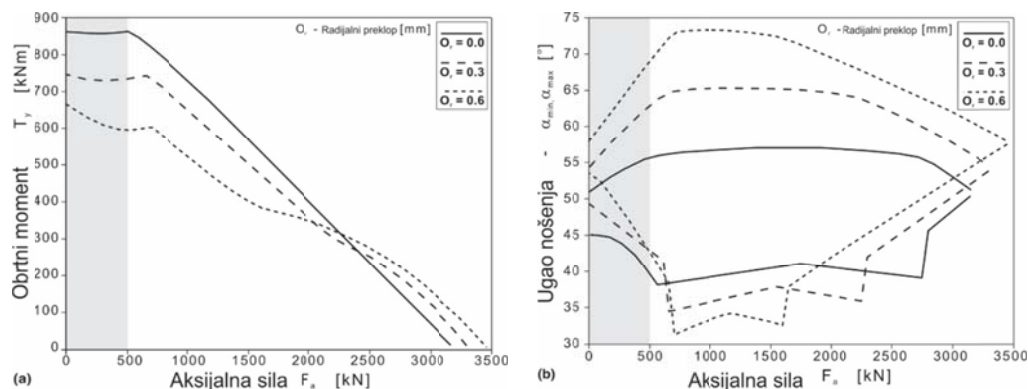 900
800
700
600
500
400
300
200
100
0
Obrtni moment T_y [kNm]
O_r - Radijalni preklop [mm]
O_r = 0.0
O_r = 0.3
O_r = 0.6
0 500 1000 1500 2000 2500 3000 3500
(a) Aksijalna sila F_a [kN]
75
70
65
60
55
50
45
40
35
30
Ugao nošenja - α_min, α_max [°]
O_r - Radijalni preklop [mm]
O_r = 0.0
O_r = 0.3
O_r = 0.6
0 500 1000 1500 2000 2500 3000 3500
(b) Aksijalna sila F_a [kN]